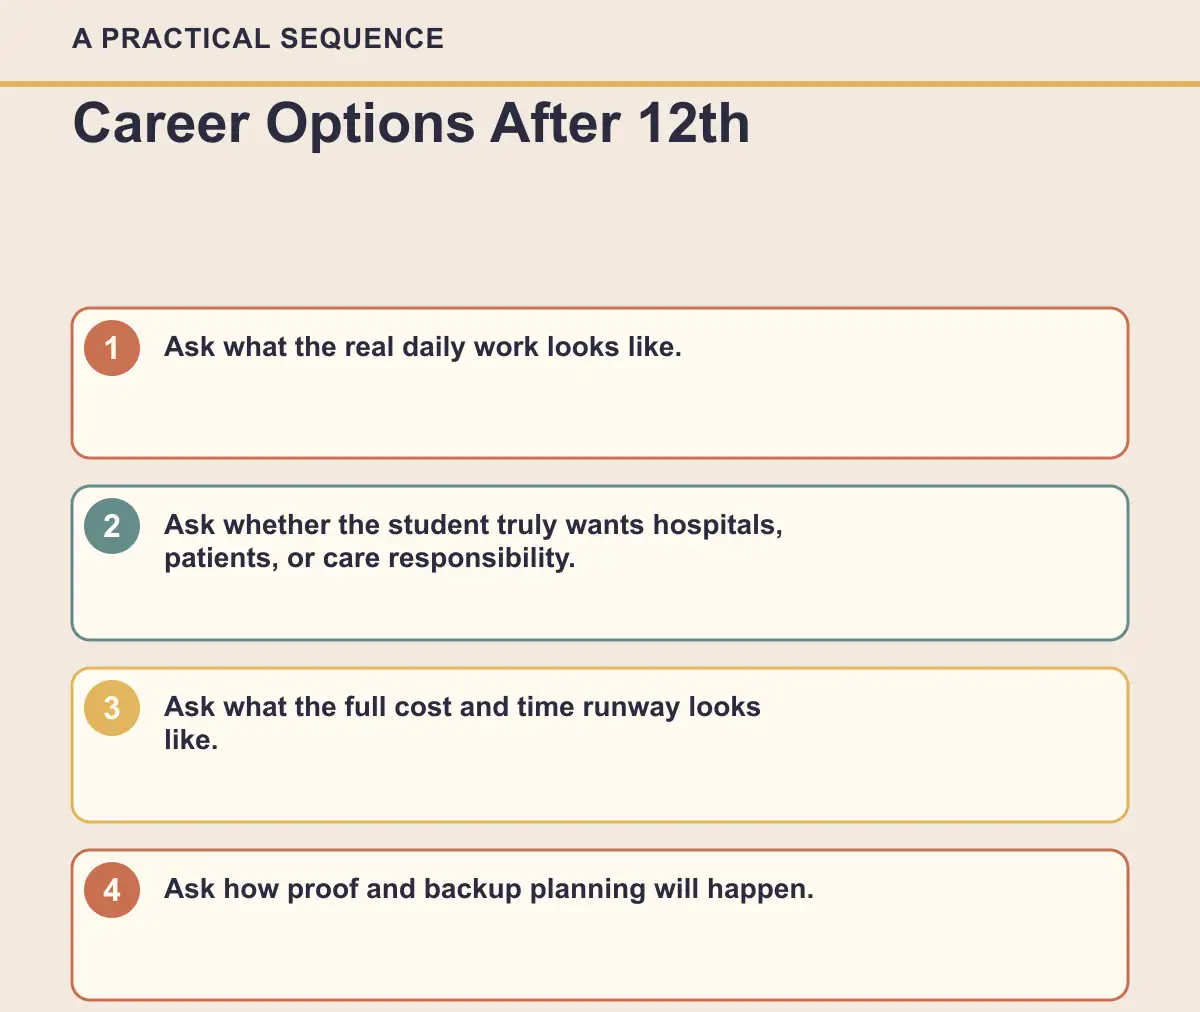 A PRACTICAL SEQUENCE
Career Options After 12th
1
Ask what the real daily work looks like.
2
Ask whether the student truly wants hospitals,
patients, or care responsibility.
3
Ask what the full cost and time runway looks
like.
4
Ask how proof and backup planning will happen.